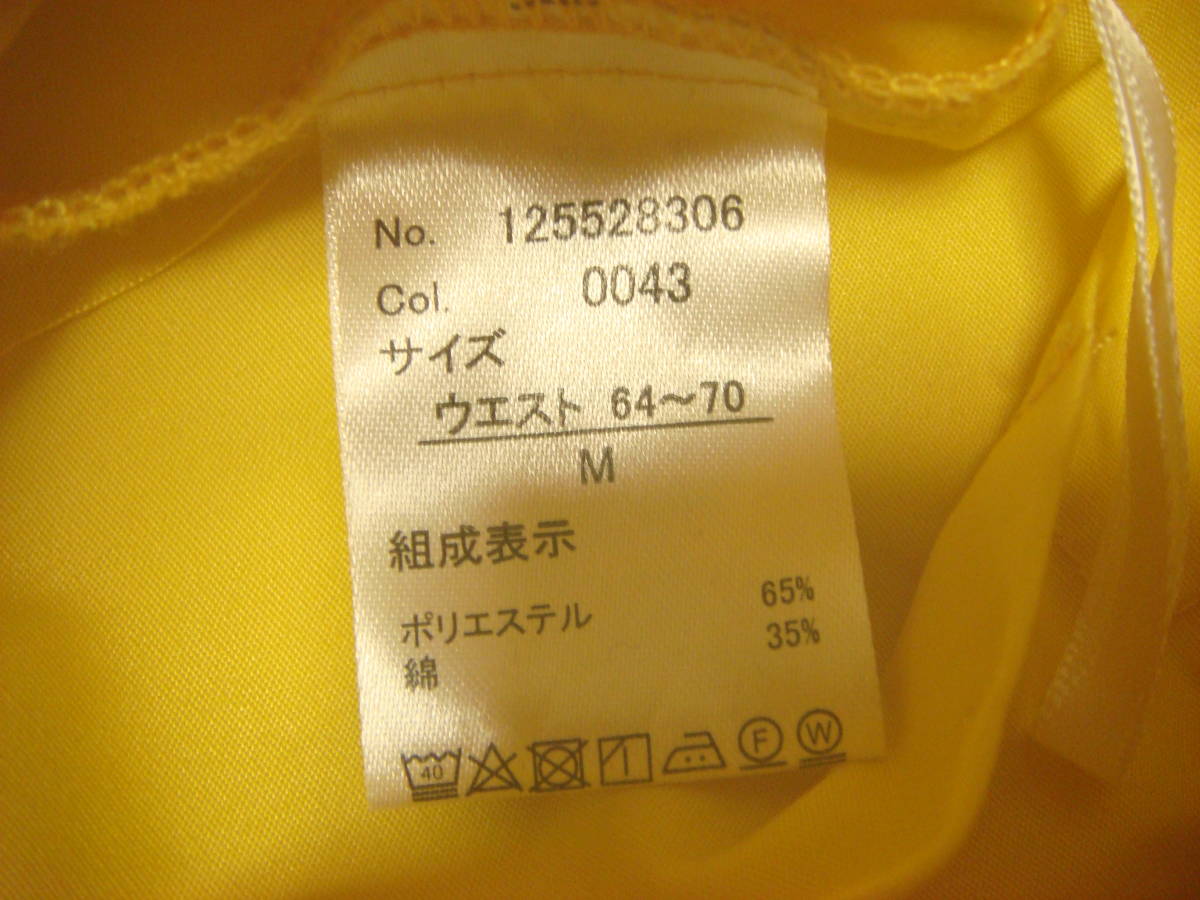 No. 125528306
Col. 0043
サイズ
ウエスト 64～70
M
組成表示
ポリエステル 65%
綿 35%
40 F W